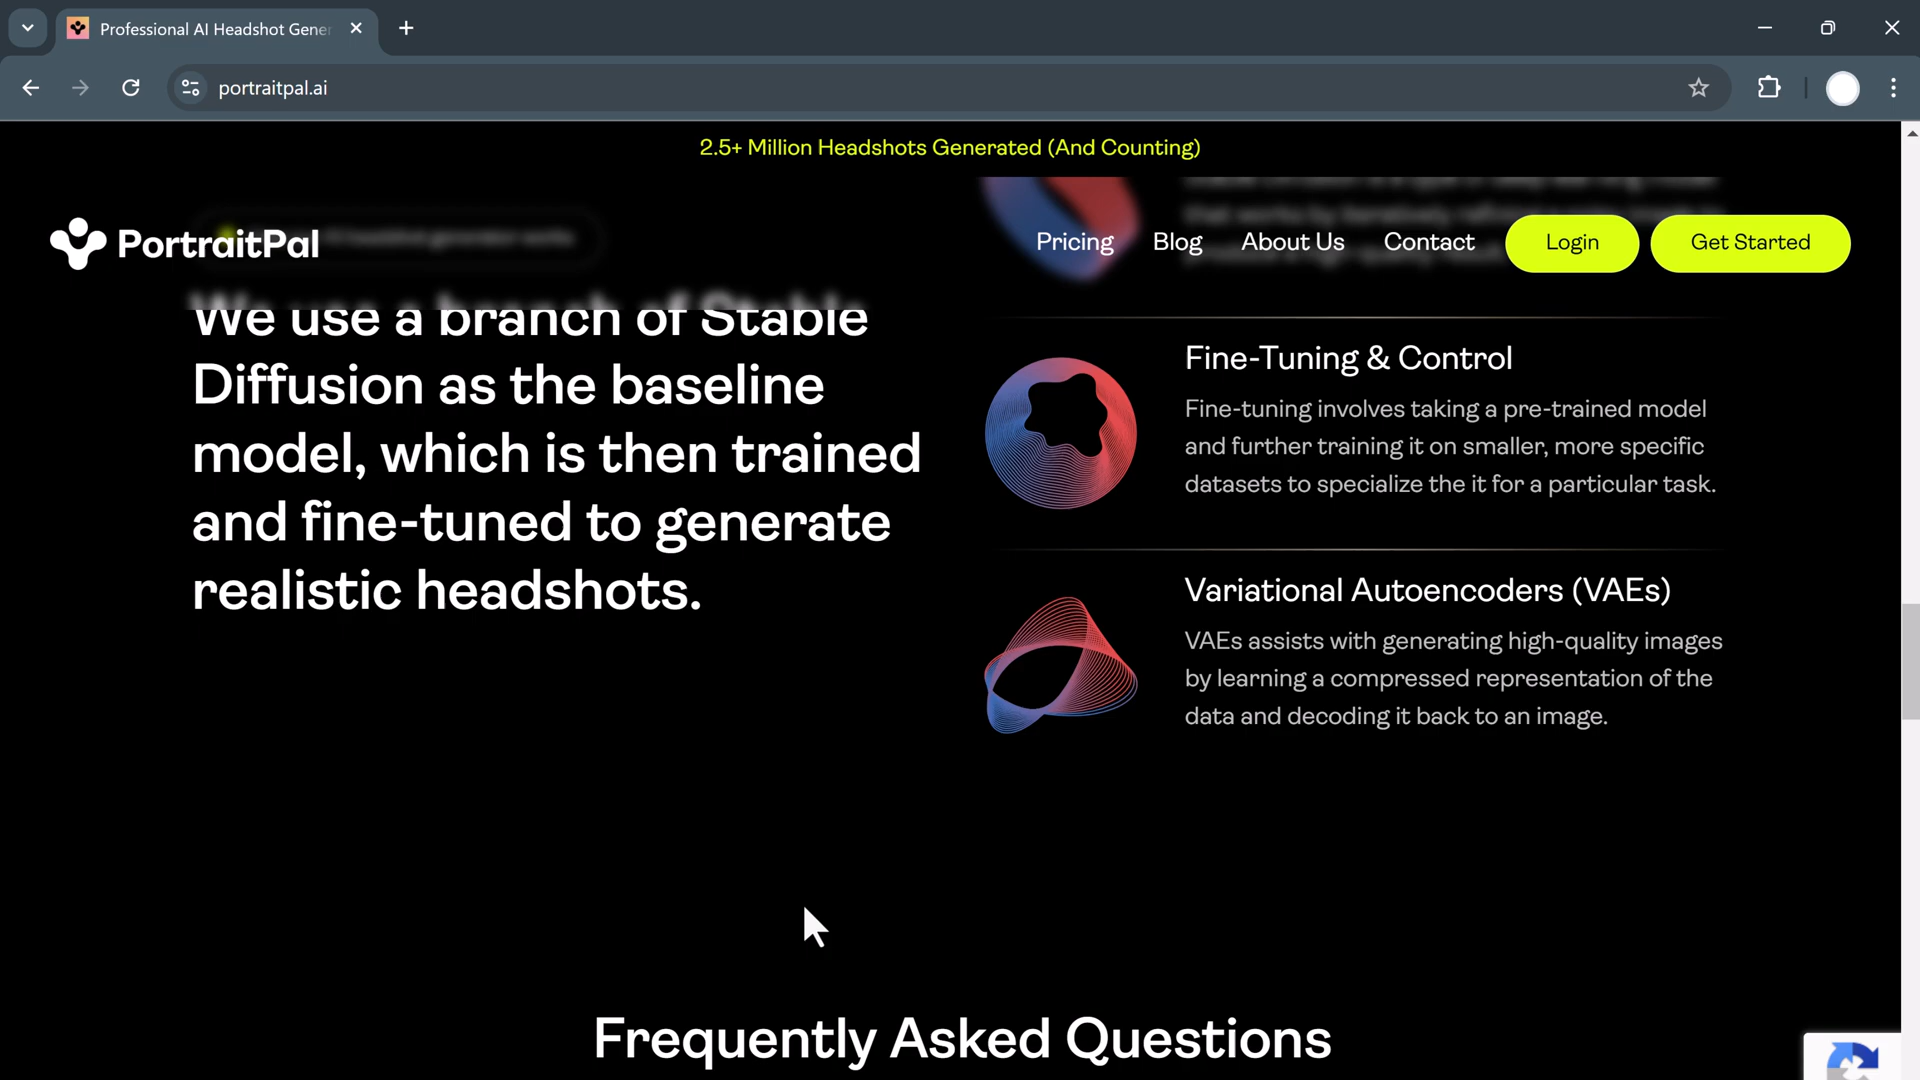 Professional AI Headshot Gene
portraitpal.ai
2.5+ Million Headshots Generated (And Counting)
PortraitPal
Pricing
Blog
About Us
Contact
Login
Get Started
We use a branch of Stable
Diffusion as the baseline
model, which is then trained
and fine-tuned to generate
realistic headshots.
Fine-Tuning & Control
Fine-tuning involves taking a pre-trained model
and further training it on smaller, more specific
datasets to specialize the it for a particular task.
Variational Autoencoders (VAEs)
VAEs assists with generating high-quality images
by learning a compressed representation of the
data and decoding it back to an image.
Frequently Asked Questions